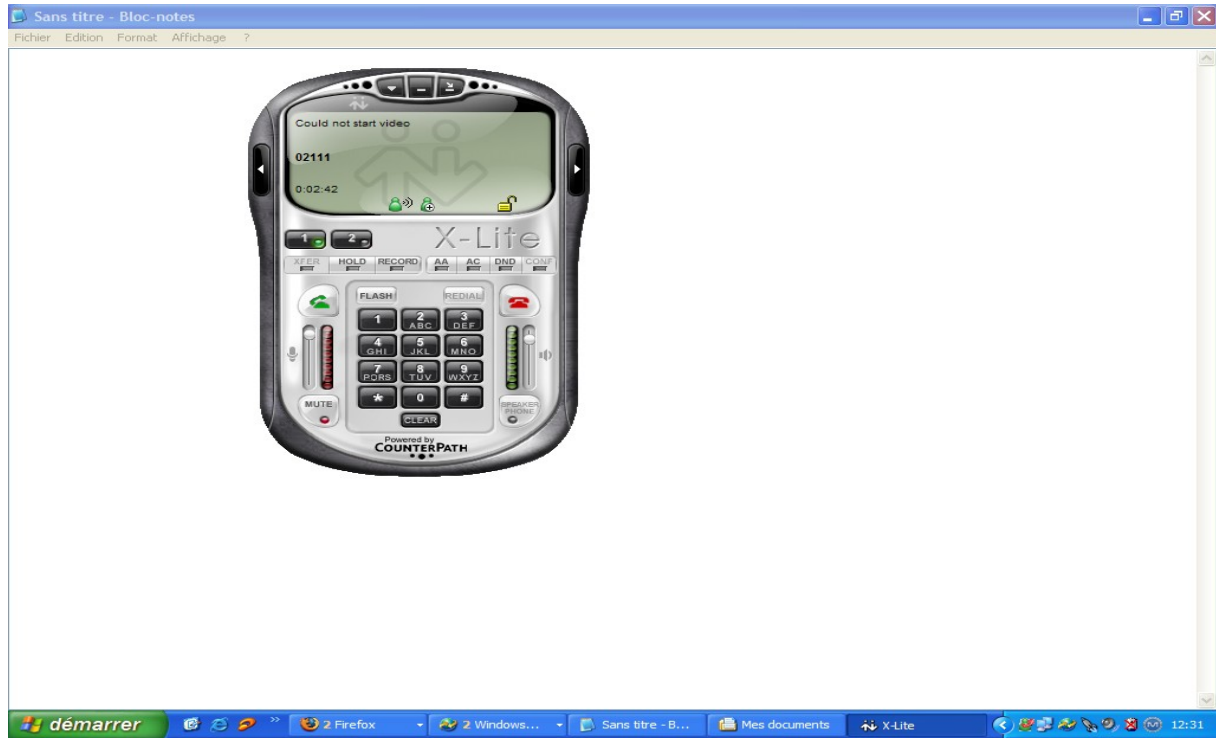 Sans titre - Bloc-notes
Fichier Edition Format Affichage ?
Could not start video
02111
0:02:42
1 2 X-Lite
XFER HOLD RECORD AA AC DND CONF
FLASH REDIAL
1 2 ABC 3 DEF
4 GHI 5 JKL 6 MNO
7 PQRS 8 TUV 9 WXYZ
MUTE * 0 # SPEAKER PHONE
CLEAR
Powered by
COUNTERPATH
démarrer 2 Firefox 2 Windows... Sans titre - B... Mes documents X-Lite 12:31